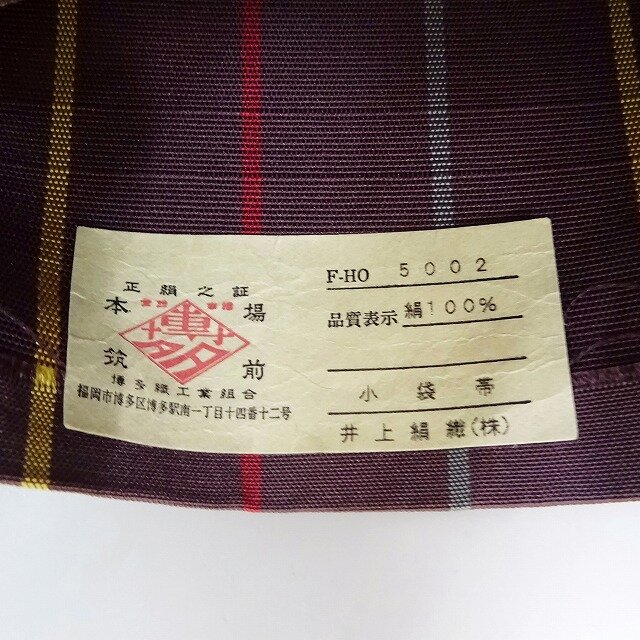 正絹之証
本 場
博多
筑 前
博多織工業組合
福岡市博多区博多駅南一丁目十四番十二号
F-HO 5002
品質表示 絹100%
小 袋 帯
井 上 絹 織(株)